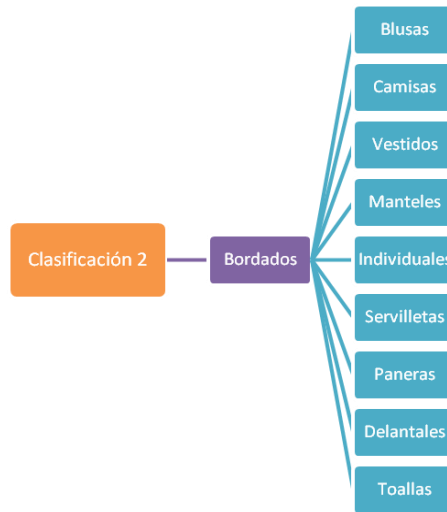 Blusas
Camisas
Vestidos
Manteles
Clasificación 2
Bordados
Individuales
Servilletas
Paneras
Delantales
Toallas